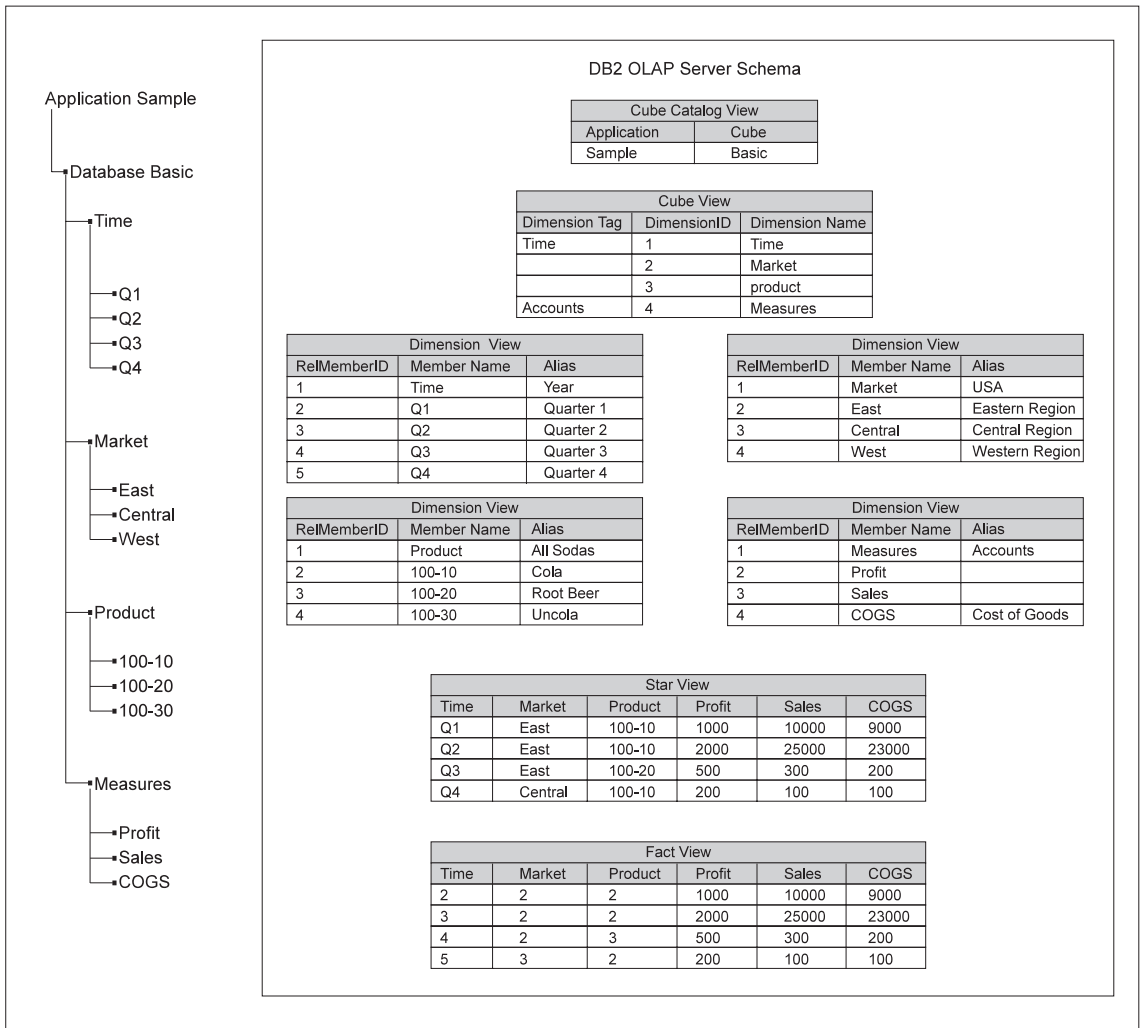 Application Sample
Database Basic
Time
Q1
Q2
Q3
Q4
Market
East
Central
West
Product
100-10
100-20
100-30
Measures
Profit
Sales
COGS
DB2 OLAP Server Schema
Cube Catalog View
Application Cube
Sample Basic
Cube View
Dimension Tag DimensionID Dimension Name
Time 1 Time
2 Market
3 product
Accounts 4 Measures
Dimension View
RelMemberID Member Name Alias
1 Time Year
2 Q1 Quarter 1
3 Q2 Quarter 2
4 Q3 Quarter 3
5 Q4 Quarter 4
Dimension View
RelMemberID Member Name Alias
1 Market USA
2 East Eastern Region
3 Central Central Region
4 West Western Region
Dimension View
RelMemberID Member Name Alias
1 Product All Sodas
2 100-10 Cola
3 100-20 Root Beer
4 100-30 Uncola
Dimension View
RelMemberID Member Name Alias
1 Measures Accounts
2 Profit
3 Sales
4 COGS Cost of Goods
Star View
Time Market Product Profit Sales COGS
Q1 East 100-10 1000 10000 9000
Q2 East 100-10 2000 25000 23000
Q3 East 100-20 500 300 200
Q4 Central 100-10 200 100 100
Fact View
Time Market Product Profit Sales COGS
2 2 2 1000 10000 9000
3 2 2 2000 25000 23000
4 2 3 500 300 200
5 3 2 200 100 100